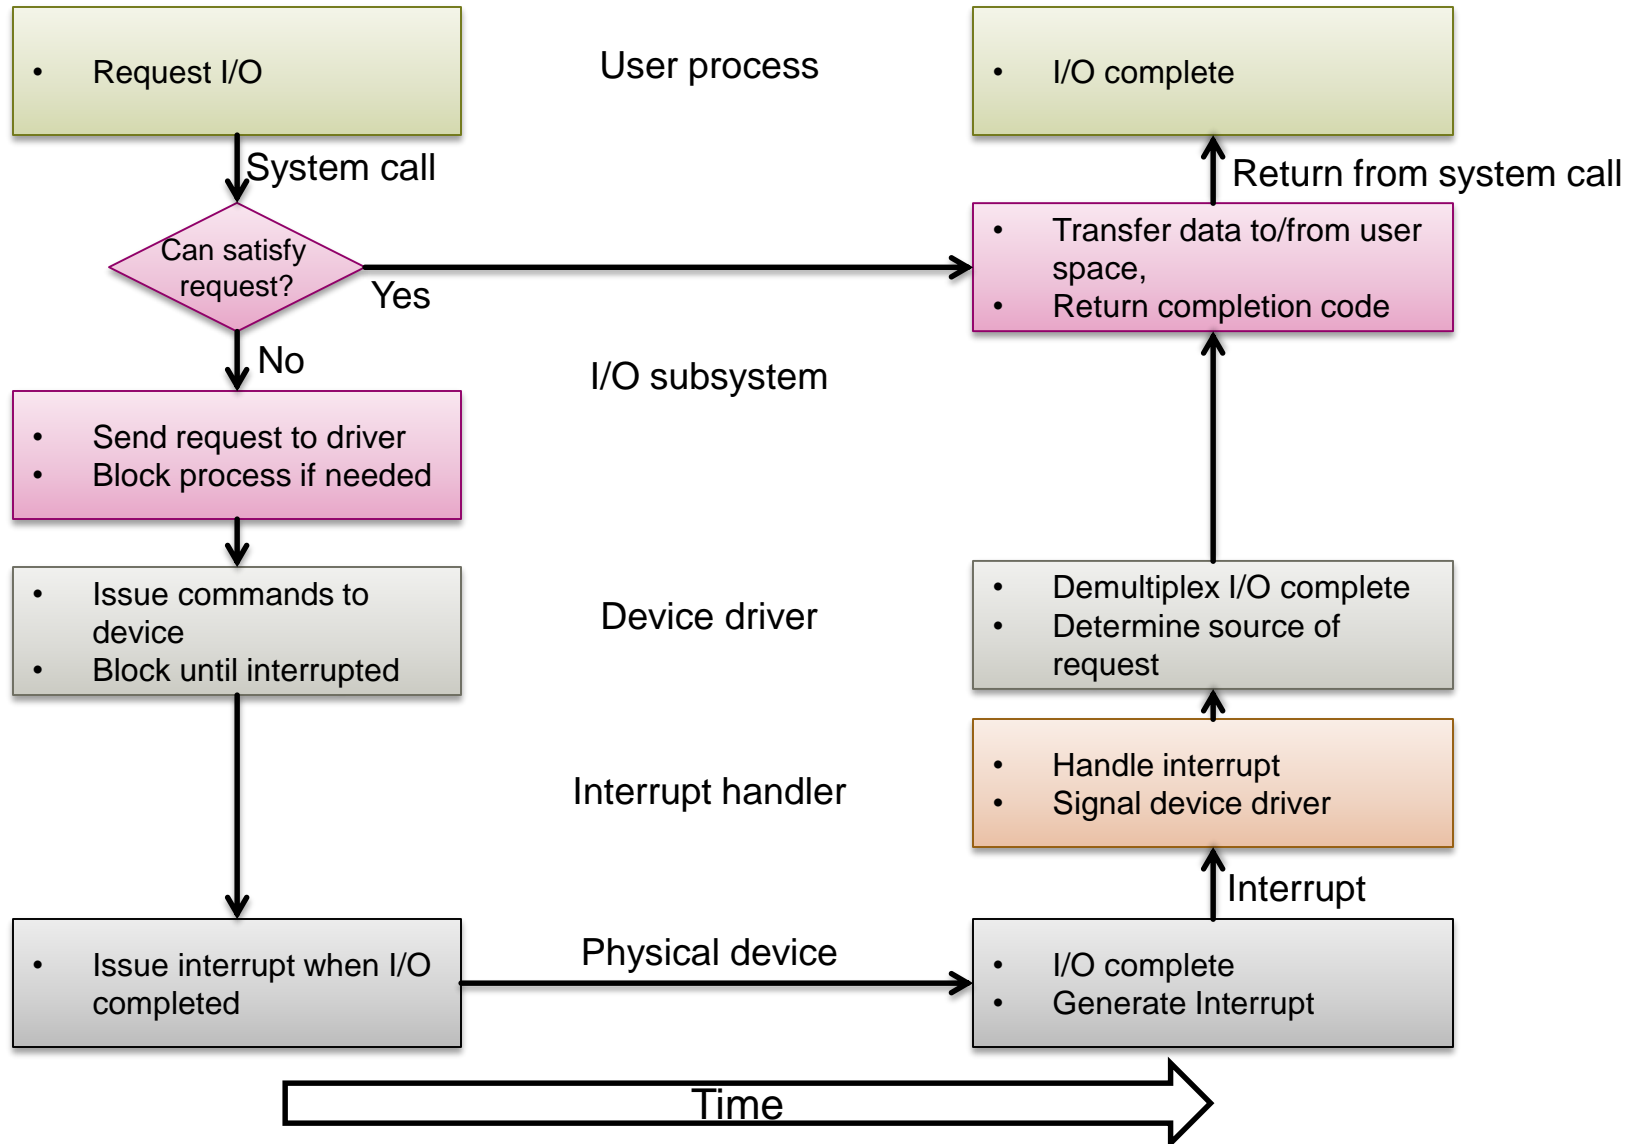 • Request I/O
User process
• I/O complete
System call
Return from system call
Can satisfy
request?
Yes
• Transfer data to/from user
space,
• Return completion code
No
I/O subsystem
• Send request to driver
• Block process if needed
• Issue commands to
device
• Block until interrupted
Device driver
• Demultiplex I/O complete
• Determine source of
request
Interrupt handler
• Handle interrupt
• Signal device driver
Interrupt
• Issue interrupt when I/O
completed
Physical device
• I/O complete
• Generate Interrupt
Time